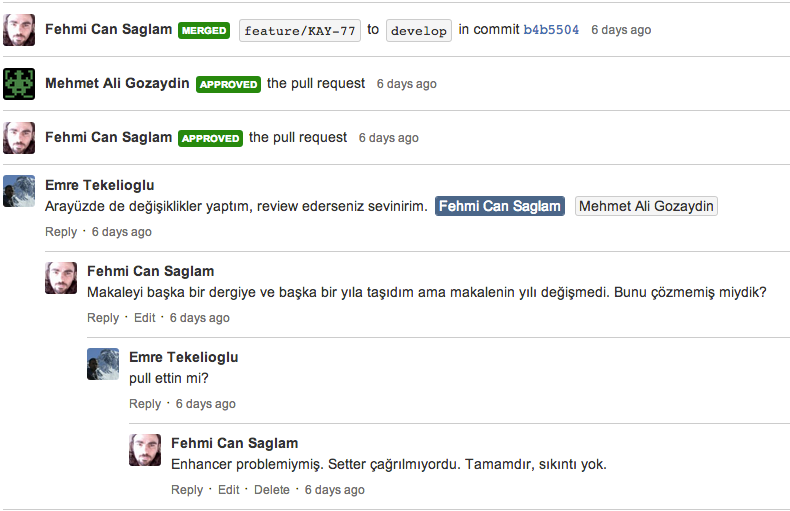 Fehmi Can Saglam MERGED feature/KAY-77 to develop in commit b4b5504 6 days ago
Mehmet Ali Gozaydin APPROVED the pull request 6 days ago
Fehmi Can Saglam APPROVED the pull request 6 days ago
Emre Tekelioglu
Arayüzde de değişiklikler yaptım, review ederseniz sevinirim. Fehmi Can Saglam Mehmet Ali Gozaydin
Reply · 6 days ago
Fehmi Can Saglam
Makaleyi başka bir dergiye ve başka bir yıla taşıdım ama makalenin yılı değişmedi. Bunu çözmemiş miydik?
Reply · Edit · 6 days ago
Emre Tekelioglu
pull ettin mi?
Reply · 6 days ago
Fehmi Can Saglam
Enhancer problemiymiş. Setter çağrılmıyordu. Tamamdır, sıkıntı yok.
Reply · Edit · Delete · 6 days ago